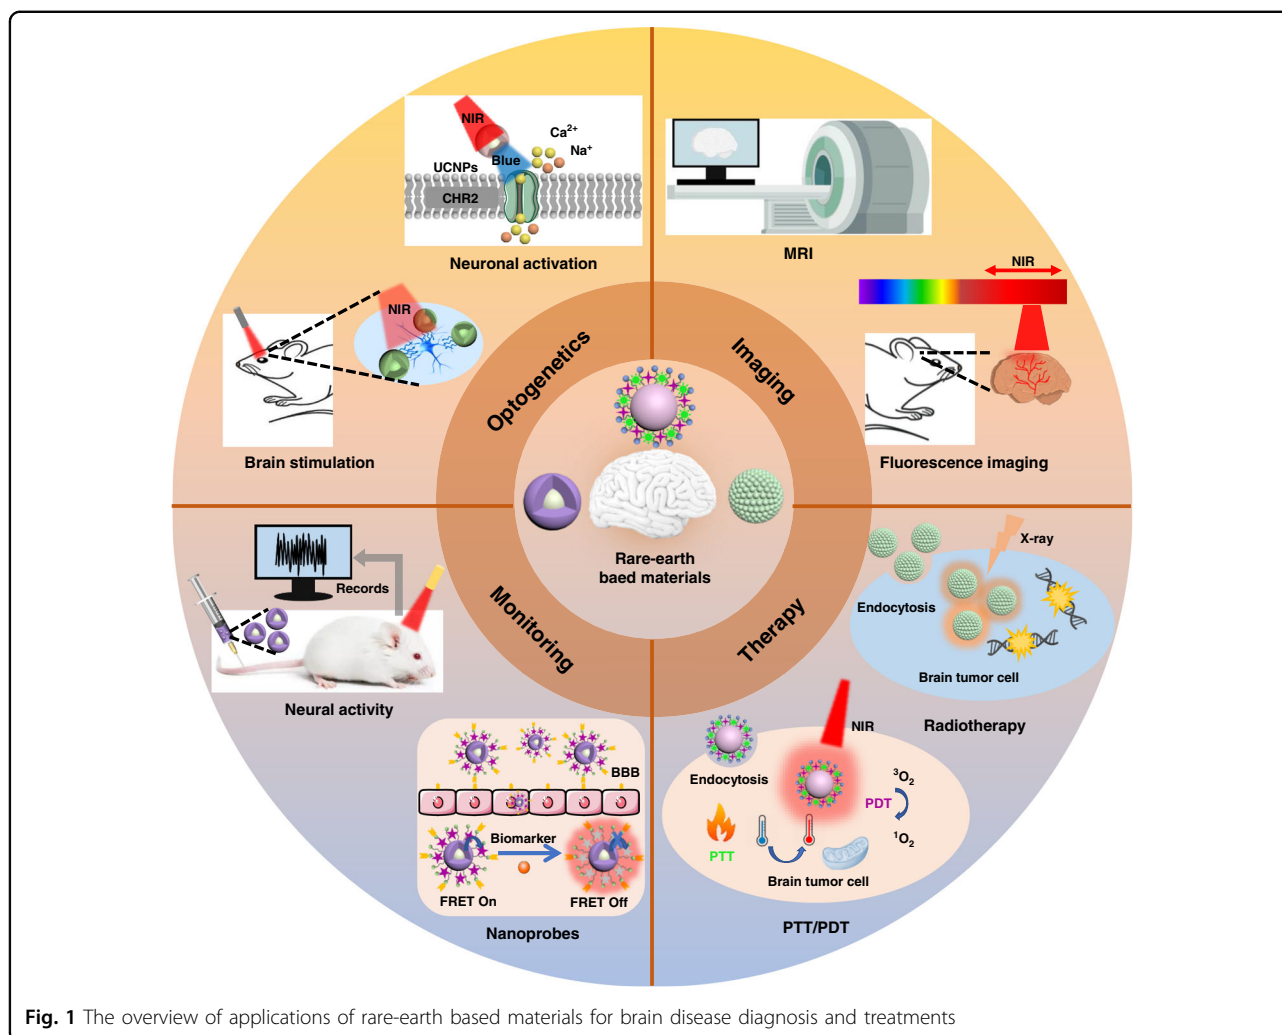 NIR
Ca²⁺
Na⁺
Blue
UCNPs
CHR2
Neuronal activation
MRI
NIR
NIR
Brain stimulation
Fluorescence imaging
Optogenetics
Imaging
Rare-earth
baed materials
Monitoring
Therapy
Records
Neural activity
X-ray
Endocytosis
Brain tumor cell
Radiotherapy
BBB
Biomarker
FRET On
FRET Off
Nanoprobes
NIR
Endocytosis
³O₂
PDT
¹O₂
PTT
Brain tumor cell
PTT/PDT
Fig. 1 The overview of applications of rare-earth based materials for brain disease diagnosis and treatments